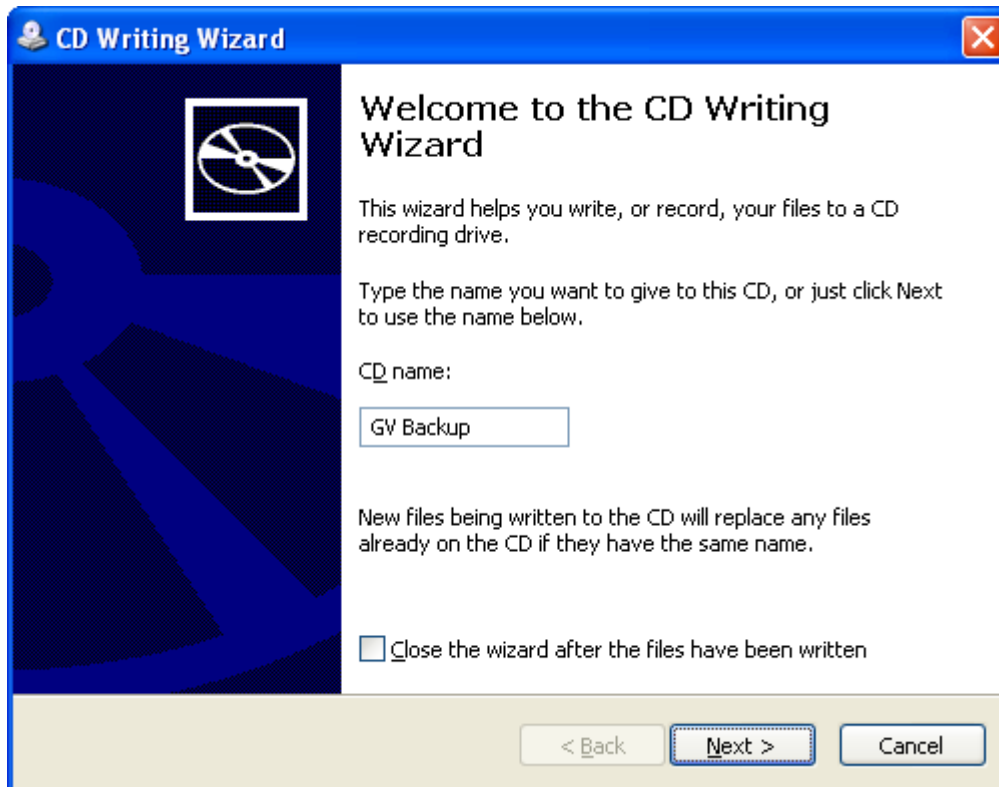 CD Writing Wizard
Welcome to the CD Writing
Wizard
This wizard helps you write, or record, your files to a CD
recording drive.
Type the name you want to give to this CD, or just click Next
to use the name below.
CD name:
GV Backup
New files being written to the CD will replace any files
already on the CD if they have the same name.
Close the wizard after the files have been written
< Back Next > Cancel